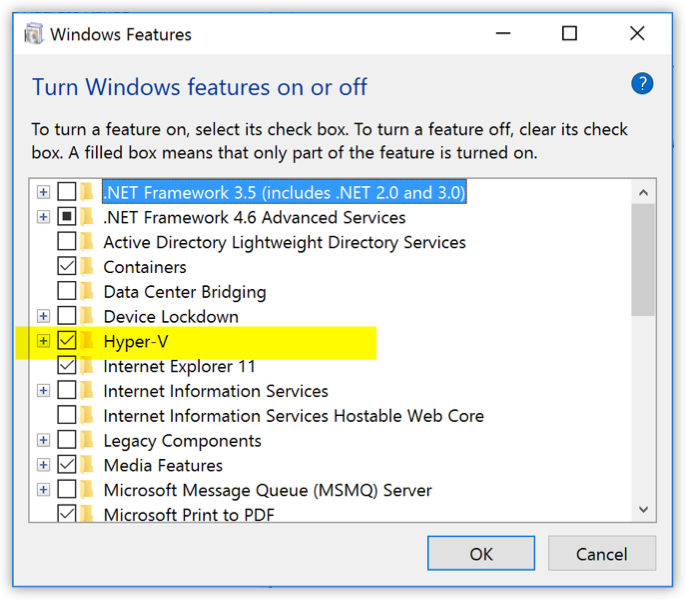 Windows Features
Turn Windows features on or off
?
To turn a feature on, select its check box. To turn a feature off, clear its check
box. A filled box means that only part of the feature is turned on.
.NET Framework 3.5 (includes .NET 2.0 and 3.0)
.NET Framework 4.6 Advanced Services
Active Directory Lightweight Directory Services
Containers
Data Center Bridging
Device Lockdown
Hyper-V
Internet Explorer 11
Internet Information Services
Internet Information Services Hostable Web Core
Legacy Components
Media Features
Microsoft Message Queue (MSMQ) Server
Microsoft Print to PDF
OK Cancel